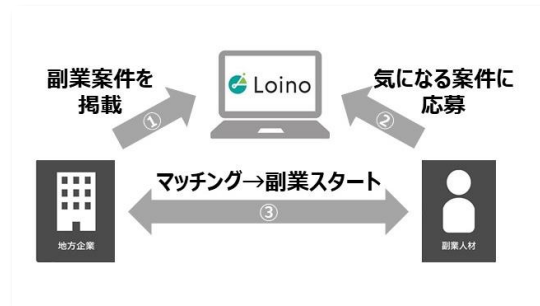 副業案件を
掲載
①
Loino
気になる案件に
応募
②
マッチング→副業スタート
③
地方企業
副業人材